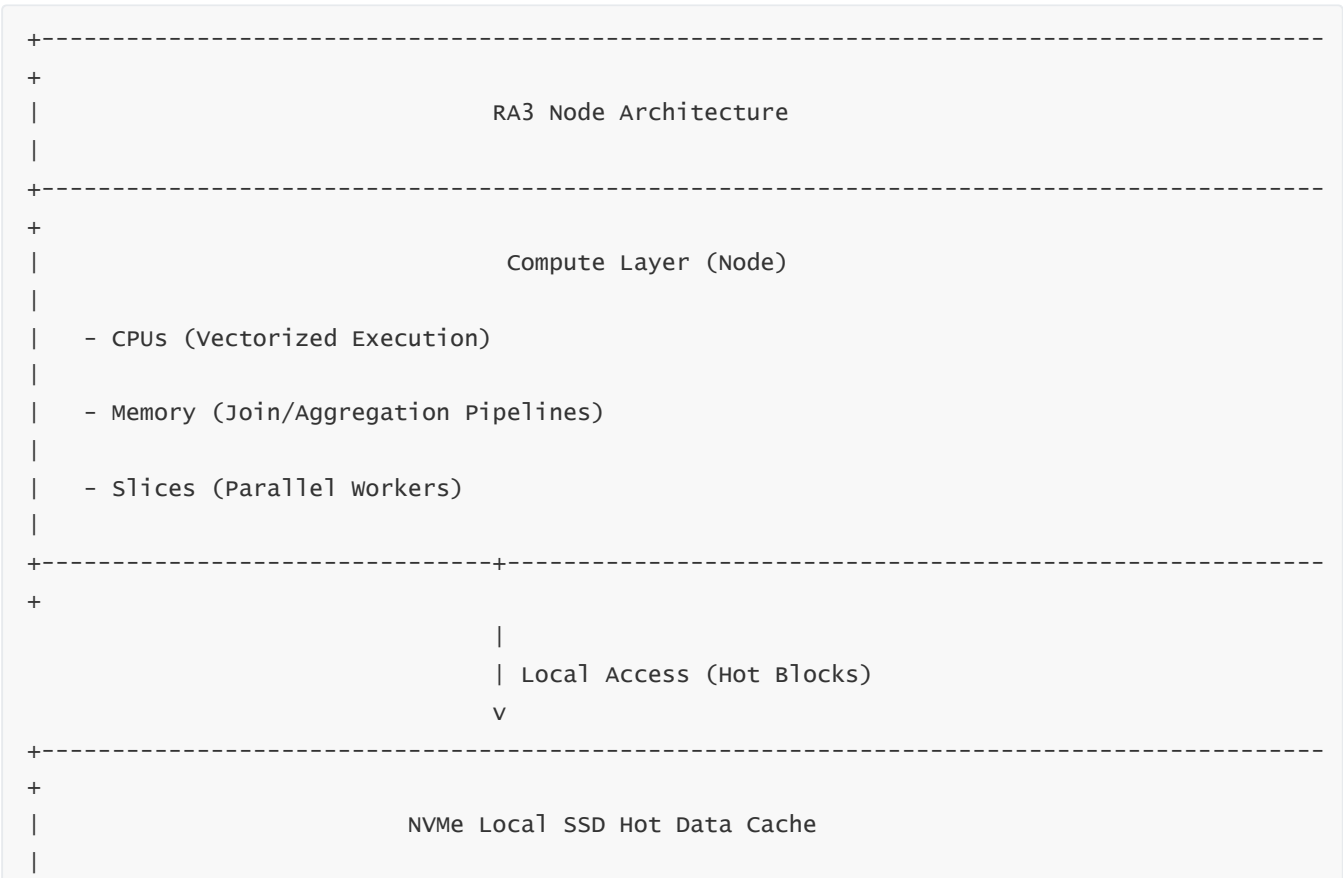 +-------------------------------------------------------------------------------------------
+
|                                RA3 Node Architecture
|
+-------------------------------------------------------------------------------------------
+
|                                 Compute Layer (Node)
|
|   - CPUs (Vectorized Execution)
|
|   - Memory (Join/Aggregation Pipelines)
|
|   - Slices (Parallel Workers)
|
+--------------------------------+----------------------------------------------------------
+
                                 |
                                 | Local Access (Hot Blocks)
                                 v
+-------------------------------------------------------------------------------------------
+
|                          NVMe Local SSD Hot Data Cache
|